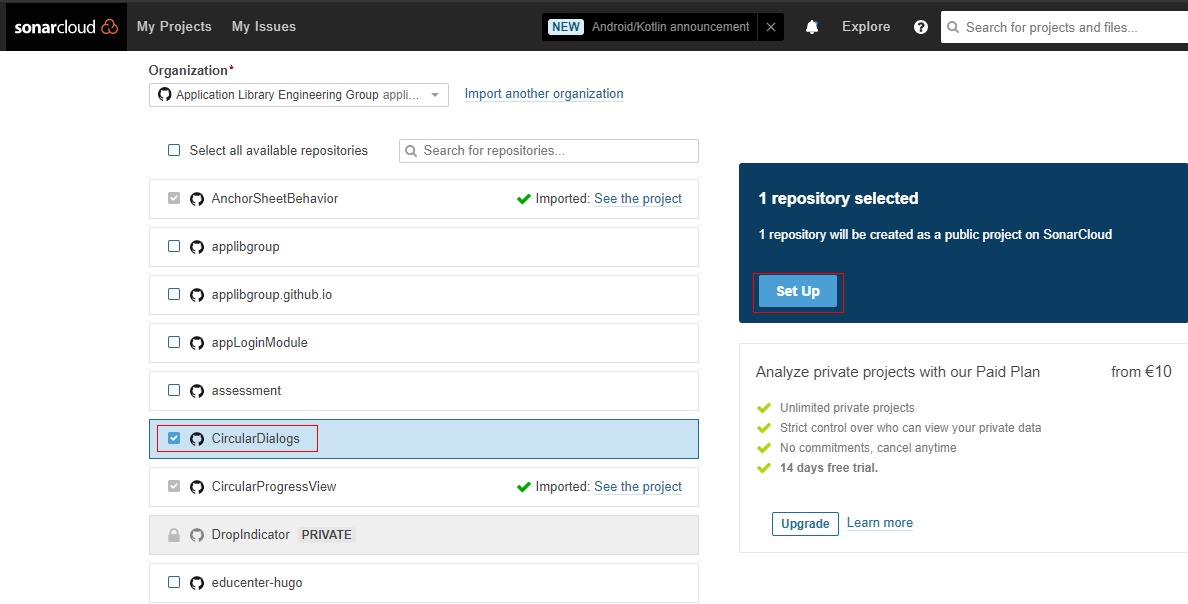 sonarcloud My Projects My Issues NEW Android/Kotlin announcement Explore Search for projects and files...
Organization*
Application Library Engineering Group appli... Import another organization
Select all available repositories Search for repositories...
AnchorSheetBehavior Imported: See the project
applibgroup
applibgroup.github.io
appLoginModule
assessment
CircularDialogs
CircularProgressView Imported: See the project
DropIndicator PRIVATE
educenter-hugo
1 repository selected
1 repository will be created as a public project on SonarCloud
Set Up
Analyze private projects with our Paid Plan from €10
Unlimited private projects
Strict control over who can view your private data
No commitments, cancel anytime
14 days free trial.
Upgrade Learn more